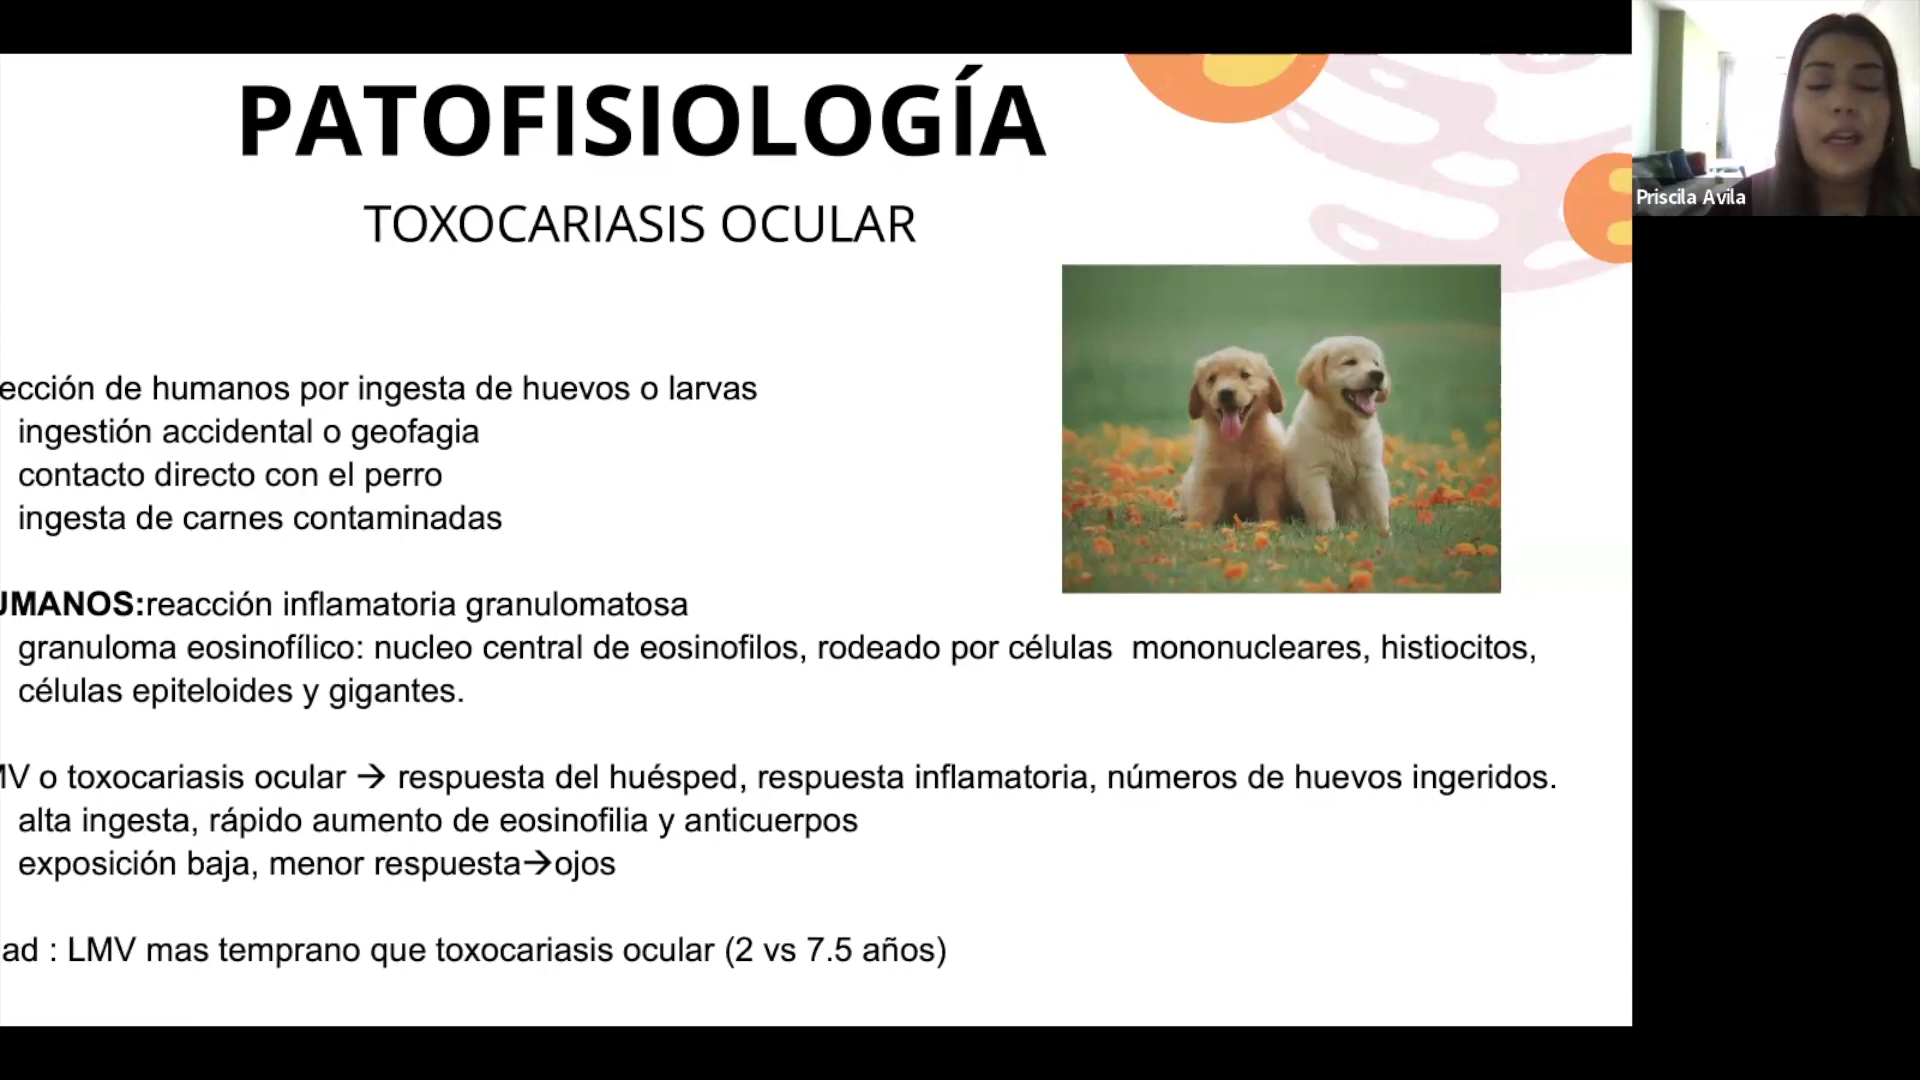 PATOFISIOLOGÍA
TOXOCARIASIS OCULAR
ección de humanos por ingesta de huevos o larvas
ingestión accidental o geofagia
contacto directo con el perro
ingesta de carnes contaminadas
UMANOS:reacción inflamatoria granulomatosa
granuloma eosinofílico: nucleo central de eosinofilos, rodeado por células  mononucleares, histiocitos,
células epiteloides y gigantes.
MV o toxocariasis ocular → respuesta del huésped, respuesta inflamatoria, números de huevos ingeridos.
alta ingesta, rápido aumento de eosinofilia y anticuerpos
exposición baja, menor respuesta→ojos
ad : LMV mas temprano que toxocariasis ocular (2 vs 7.5 años)
Priscila Avila